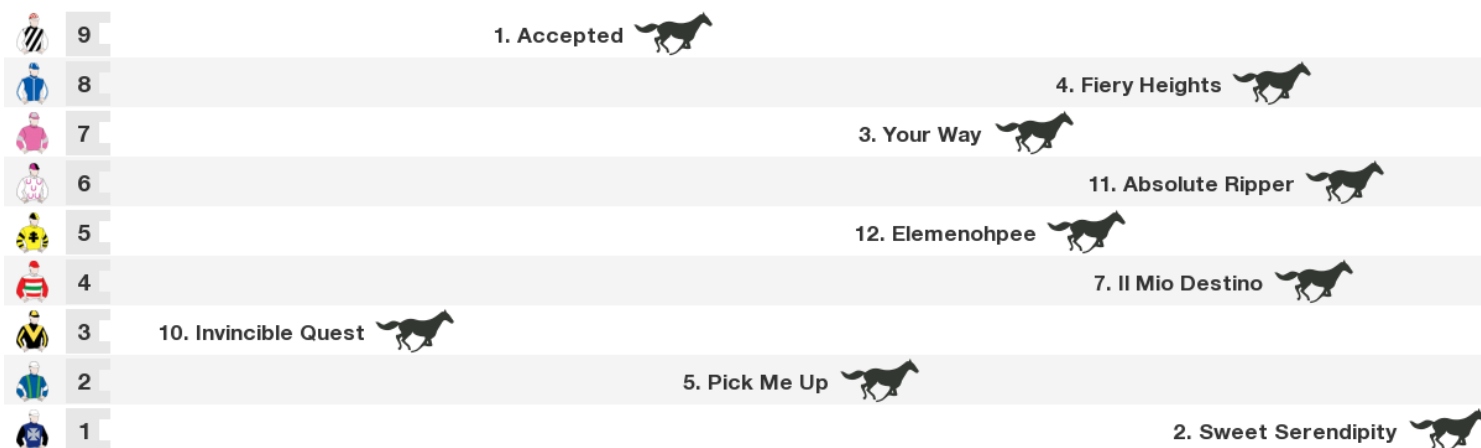 9 1. Accepted
8 4. Fiery Heights
7 3. Your Way
6 11. Absolute Ripper
5 12. Elemenohpee
4 7. Il Mio Destino
3 10. Invincible Quest
2 5. Pick Me Up
1 2. Sweet Serendipity